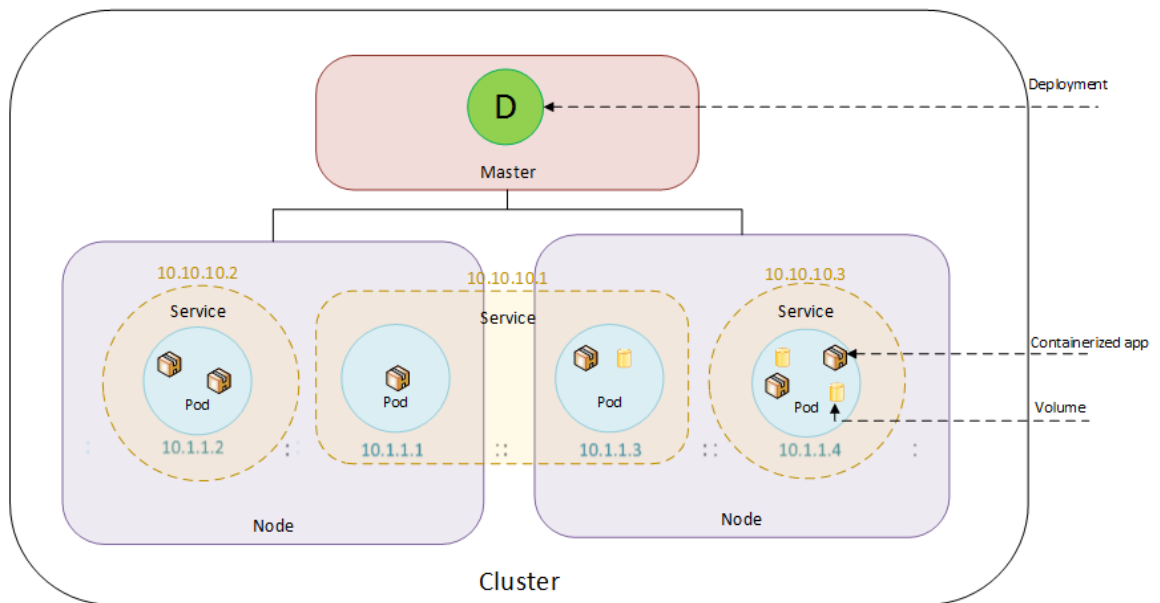 Deployment
D
Master
10.10.10.2
10.10.10.1
10.10.10.3
Service
Service
Service
Containerized app
Pod
Pod
Pod
Pod
Volume
10.1.1.2
10.1.1.1
10.1.1.3
10.1.1.4
Node
Node
Cluster